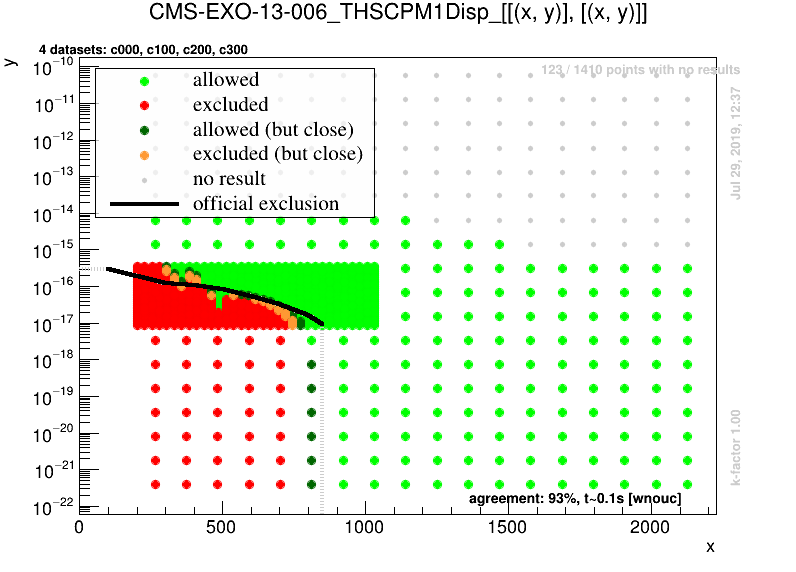 CMS-EXO-13-006_THSCPM1Disp_[[(x, y)], [(x, y)]]
4 datasets: c000, c100, c200, c300
y
123 / 1410 points with no results
Jul 29, 2019, 12:37
k-factor 1.00
allowed
excluded
allowed (but close)
excluded (but close)
no result
official exclusion
10⁻¹⁰
10⁻¹¹
10⁻¹²
10⁻¹³
10⁻¹⁴
10⁻¹⁵
10⁻¹⁶
10⁻¹⁷
10⁻¹⁸
10⁻¹⁹
10⁻²⁰
10⁻²¹
10⁻²²
agreement: 93%, t~0.1s [wnouc]
0 500 1000 1500 2000
x